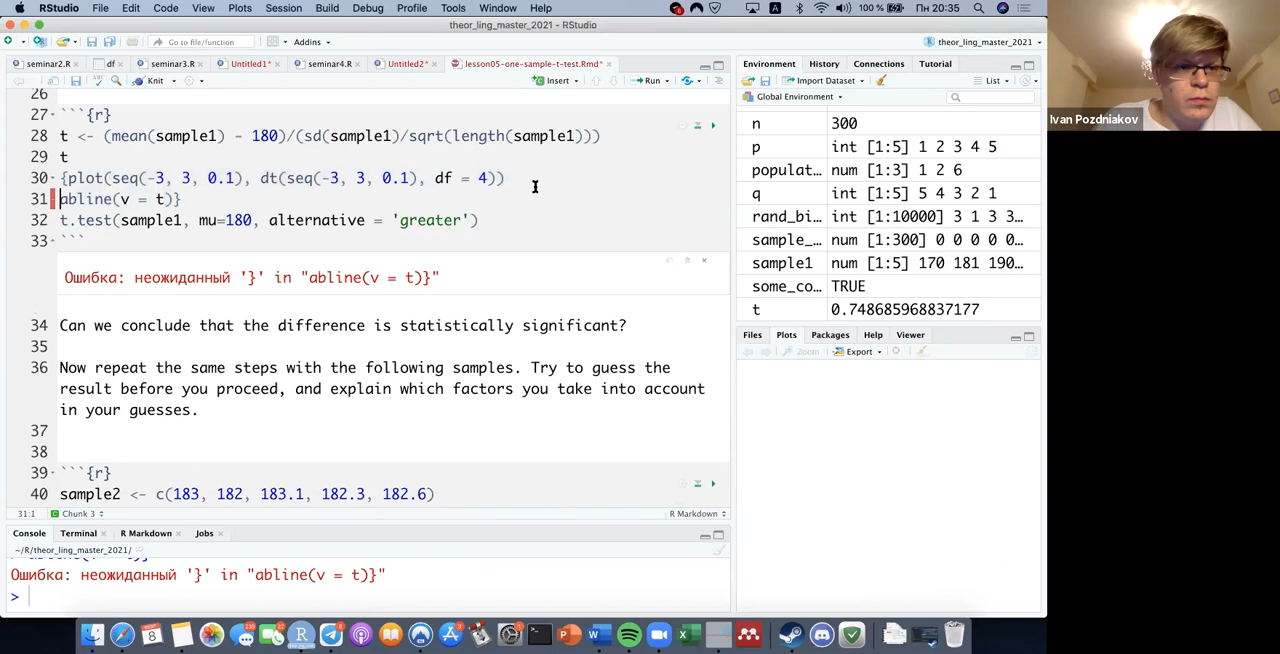 RStudio File Edit Code View Plots Session Build Debug Profile Tools Window Help 100 % Пн 20:35
theor_ling_master_2021 - RStudio
Go to file/function Addins theor_ling_master_2021
seminar2.R df seminar3.R Untitled1* seminar4.R Untitled2* lesson05-one-sample-t-test.Rmd*
Knit Insert Run
26
27 ```{r}
28 t <- (mean(sample1) - 180)/(sd(sample1)/sqrt(length(sample1)))
29 t
30 {plot(seq(-3, 3, 0.1), dt(seq(-3, 3, 0.1), df = 4))
31 abline(v = t)}
32 t.test(sample1, mu=180, alternative = 'greater')
33 ```
Ошибка: неожиданный '}' in "abline(v = t)}"
34 Can we conclude that the difference is statistically significant?
35
36 Now repeat the same steps with the following samples. Try to guess the
result before you proceed, and explain which factors you take into account
in your guesses.
37
38
39 ```{r}
40 sample2 <- c(183, 182, 183.1, 182.3, 182.6)
31:1 Chunk 3 R Markdown
Console Terminal R Markdown Jobs
~/R/theor_ling_master_2021/
Ошибка: неожиданный '}' in "abline(v = t)}"
>
Environment History Connections Tutorial
Import Dataset List
Global Environment
n 300
p int [1:5] 1 2 3 4 5
populat… num [1:3] 1 2 6
q int [1:5] 5 4 3 2 1
rand_bi… int [1:10000] 3 1 3 3…
sample_… num [1:300] 0 0 0 0 0…
sample1 num [1:5] 170 181 190…
some_co… TRUE
t 0.748685968837177
Files Plots Packages Help Viewer
Zoom Export
Ivan Pozdniakov